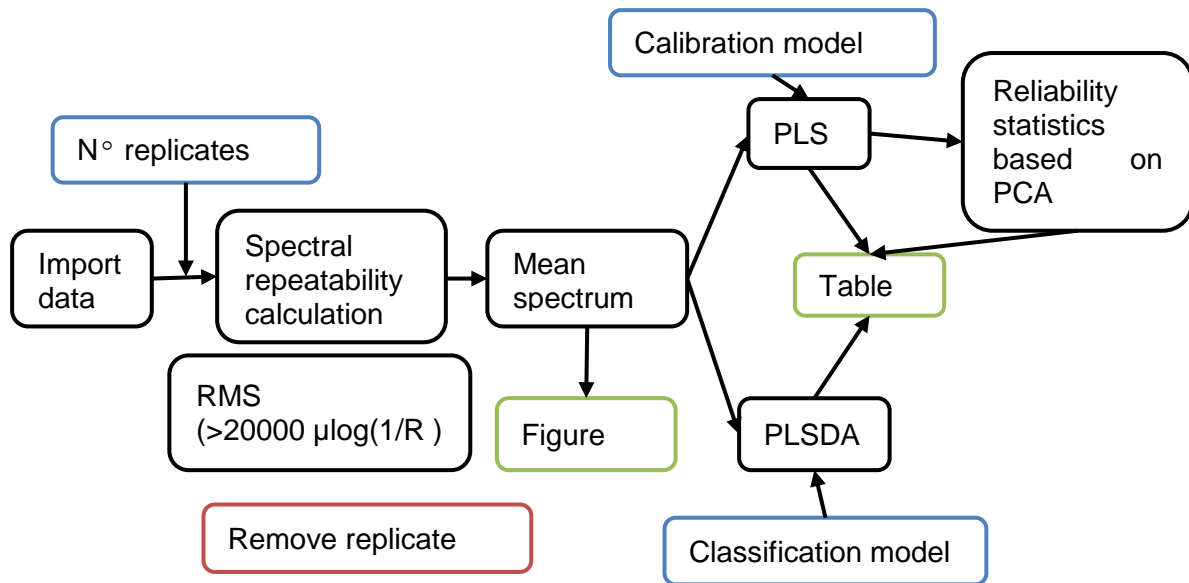 Calibration model
Reliability
statistics
based on
PCA
PLS
N° replicates
Import
data
Spectral
repeatability
calculation
Mean
spectrum
Table
RMS
(>20000 µlog(1/R )
Figure
PLSDA
Remove replicate
Classification model